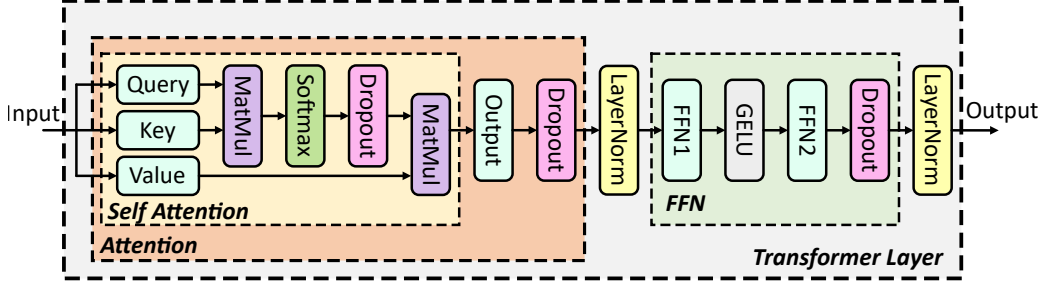 Input
Query
Key
Value
MatMul
Softmax
Dropout
MatMul
Self Attention
Output
Dropout
Attention
LayerNorm
FFN1
GELU
FFN2
Dropout
FFN
LayerNorm
Output
Transformer Layer